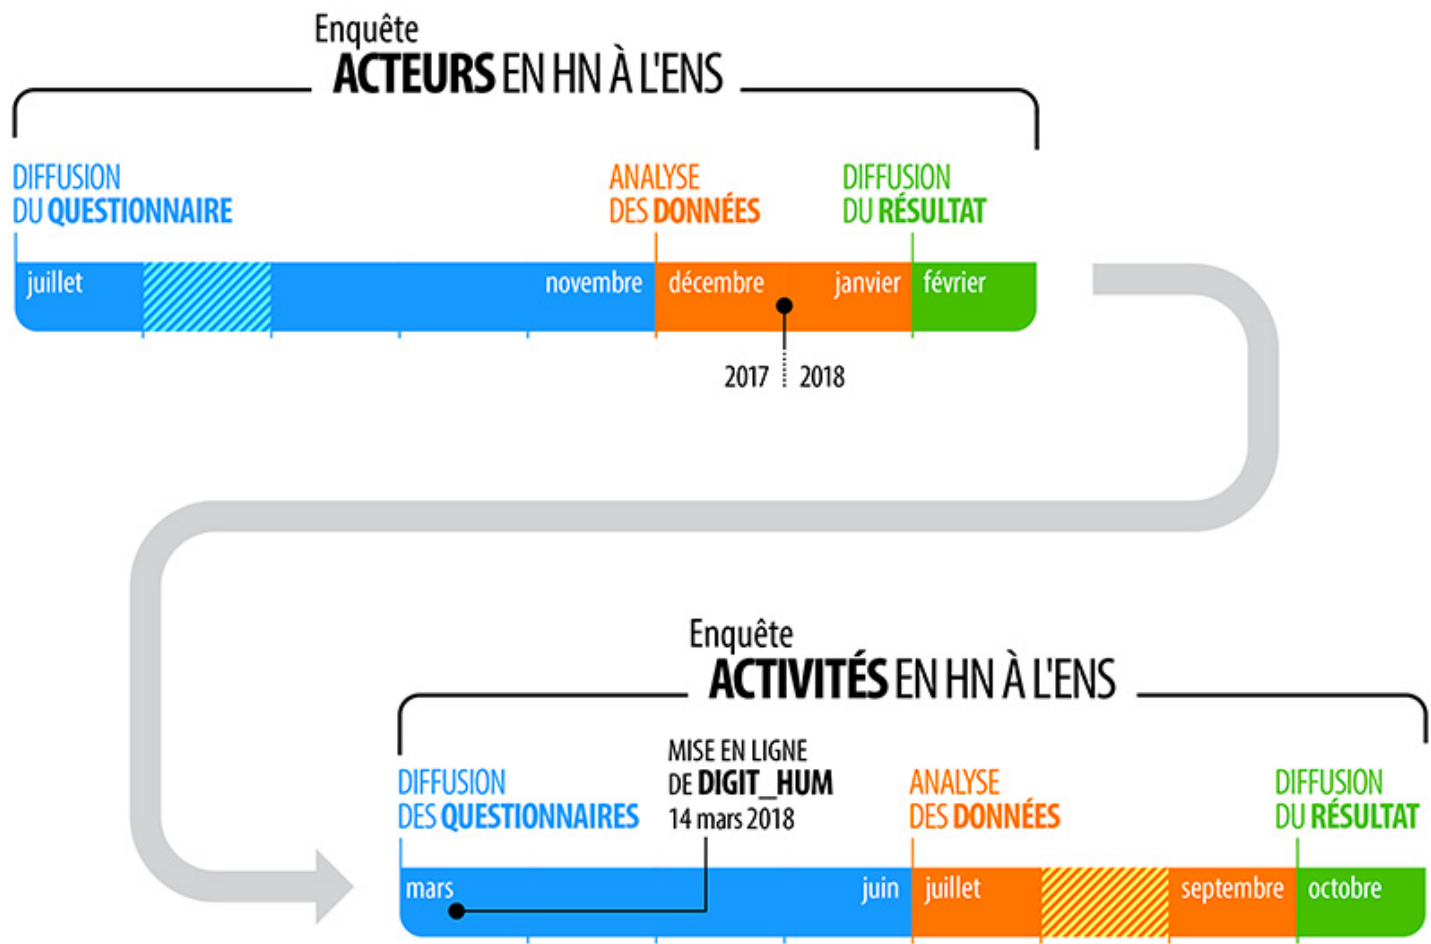 Enquête
ACTEURS EN HN À L'ENS
DIFFUSION
DU QUESTIONNAIRE
ANALYSE
DES DONNÉES
DIFFUSION
DU RÉSULTAT
juillet
novembre
décembre
janvier
février
2017
2018
Enquête
ACTIVITÉS EN HN À L'ENS
DIFFUSION
DES QUESTIONNAIRES
MISE EN LIGNE
DE DIGIT_HUM
14 mars 2018
ANALYSE
DES DONNÉES
DIFFUSION
DU RÉSULTAT
mars
juin
juillet
septembre
octobre